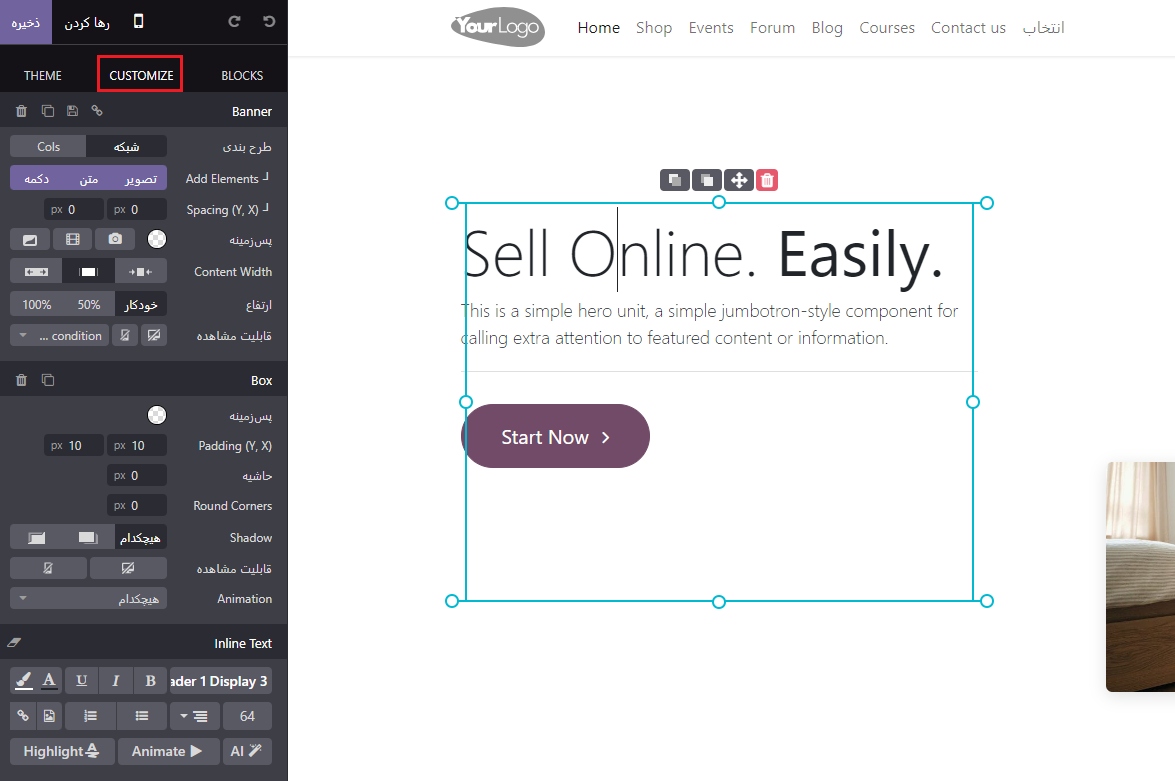 ذخیره
رها کردن
THEME
CUSTOMIZE
BLOCKS
Banner
طرح بندی
شبکه
Cols
Add Elements
تصویر
متن
دکمه
Spacing (Y, X)
px 0
px 0
پس‌زمینه
Content Width
ارتفاع
خودکار
50%
100%
قابلیت مشاهده
... condition
Box
پس‌زمینه
Padding (Y, X)
px 10
px 10
حاشیه
px 0
Round Corners
px 0
Shadow
هیچکدام
قابلیت مشاهده
Animation
هیچکدام
Inline Text
A
U
I
B
ader 1 Display 3
64
Highlight
Animate
AI
YourLogo
Home
Shop
Events
Forum
Blog
Courses
Contact us
انتخاب
Sell Online. Easily.
This is a simple hero unit, a simple jumbotron-style component for
calling extra attention to featured content or information.
Start Now